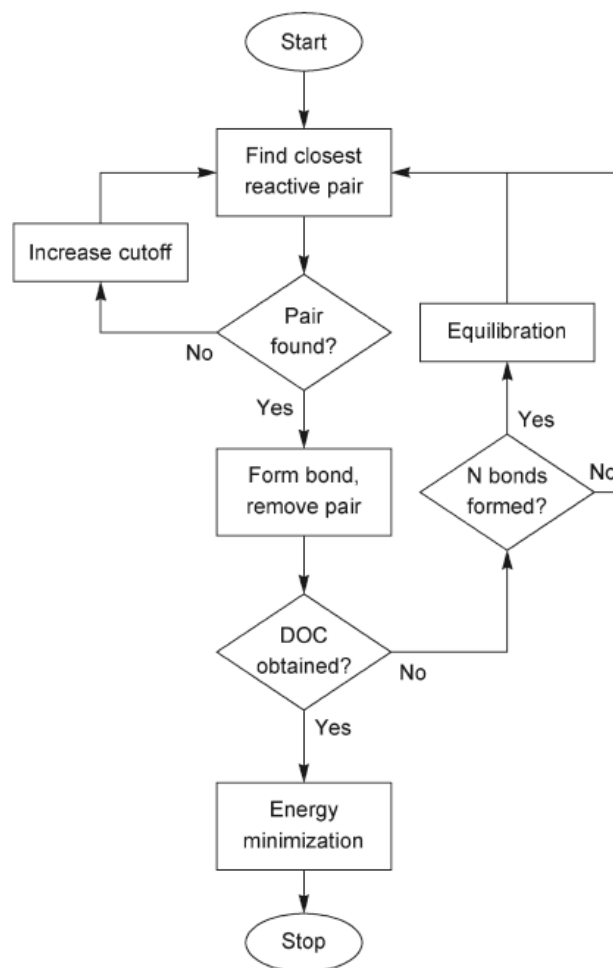 Start
Find closest
reactive pair
Increase cutoff
Pair
found?
No
Yes
Equilibration
Yes
Form bond,
remove pair
N bonds
formed?
No
DOC
obtained?
No
Yes
Energy
minimization
Stop